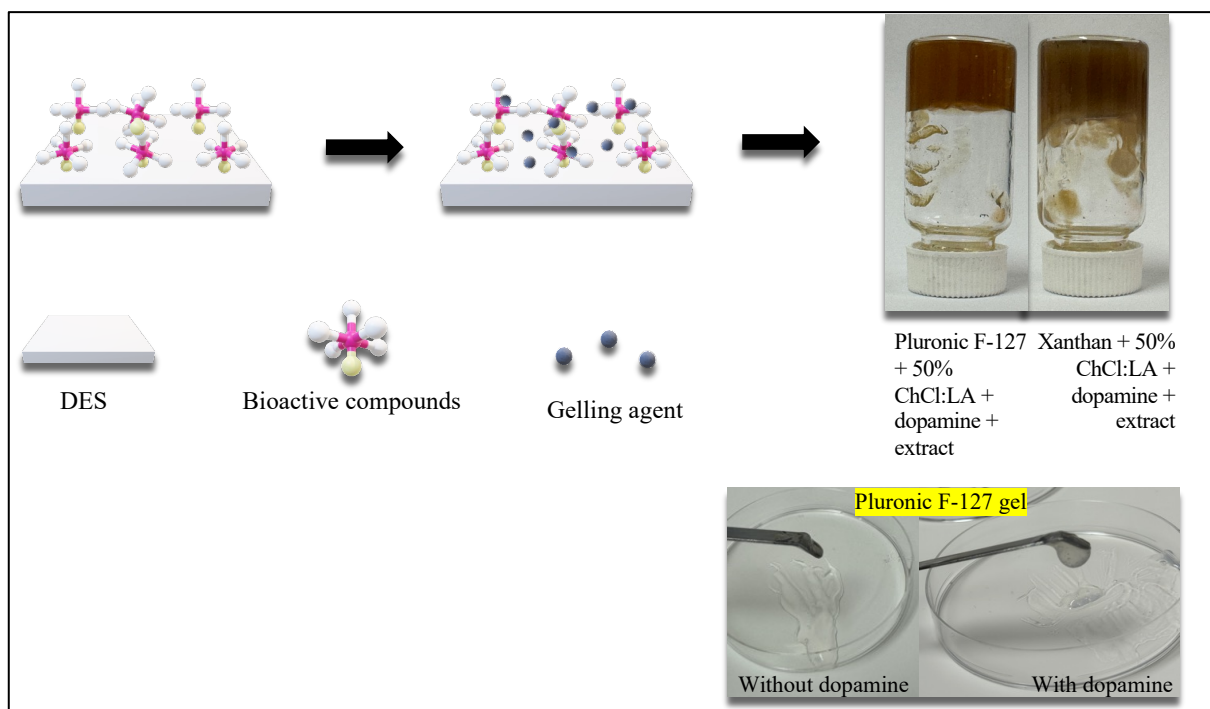 DES
Bioactive compounds
Gelling agent
Pluronic F-127
+ 50%
ChCl:LA +
dopamine +
extract
Xanthan + 50%
ChCl:LA +
dopamine +
extract
Pluronic F-127 gel
Without dopamine
With dopamine